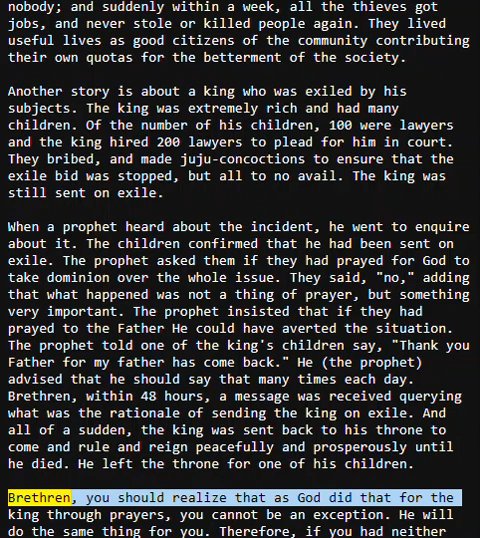 nobody; and suddenly within a week, all the thieves got
jobs, and never stole or killed people again. They lived
useful lives as good citizens of the community contributing
their own quotas for the betterment of the society.
Another story is about a king who was exiled by his
subjects. The king was extremely rich and had many
children. Of the number of his children, 100 were lawyers
and the king hired 200 lawyers to plead for him in court.
They bribed, and made juju-concoctions to ensure that the
exile bid was stopped, but all to no avail. The king was
still sent on exile.
When a prophet heard about the incident, he went to enquire
about it. The children confirmed that he had been sent on
exile. The prophet asked them if they had prayed for God to
take dominion over the whole issue. They said, "no," adding
that what happened was not a thing of prayer, but something
very important. The prophet insisted that if they had
prayed to the Father He could have averted the situation.
The prophet told one of the king's children say, "Thank you
Father for my father has come back." He (the prophet)
advised that he should say that many times each day.
Brethren, within 48 hours, a message was received querying
what was the rationale of sending the king on exile. And
all of a sudden, the king was sent back to his throne to
come and rule and reign peacefully and prosperously until
he died. He left the throne for one of his children.
Brethren, you should realize that as God did that for the
king through prayers, you cannot be an exception. He will
do the same thing for you. Therefore, if you had neither